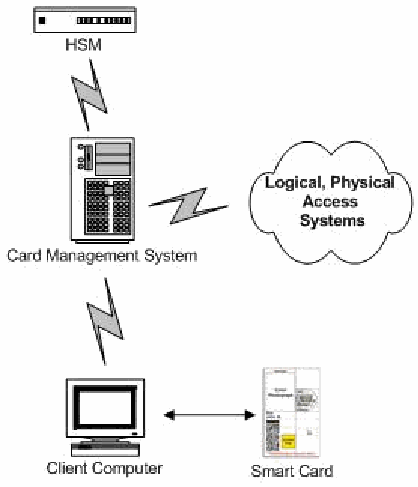 HSM
Logical, Physical
Access
Systems
Card Management System
Client Computer
Smart Card